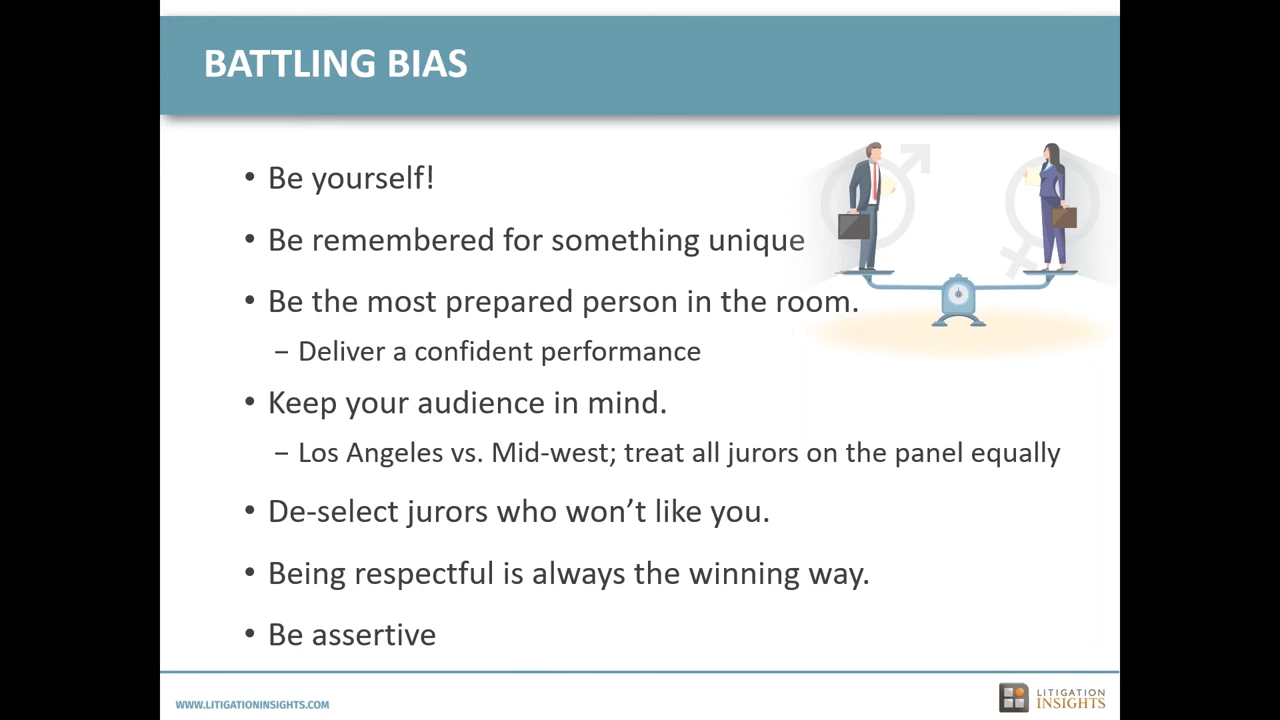 BATTLING BIAS
• Be yourself!
• Be remembered for something unique
• Be the most prepared person in the room.
– Deliver a confident performance
• Keep your audience in mind.
– Los Angeles vs. Mid-west; treat all jurors on the panel equally
• De-select jurors who won’t like you.
• Being respectful is always the winning way.
• Be assertive
WWW.LITIGATIONINSIGHTS.COM
LITIGATION
INSIGHTS